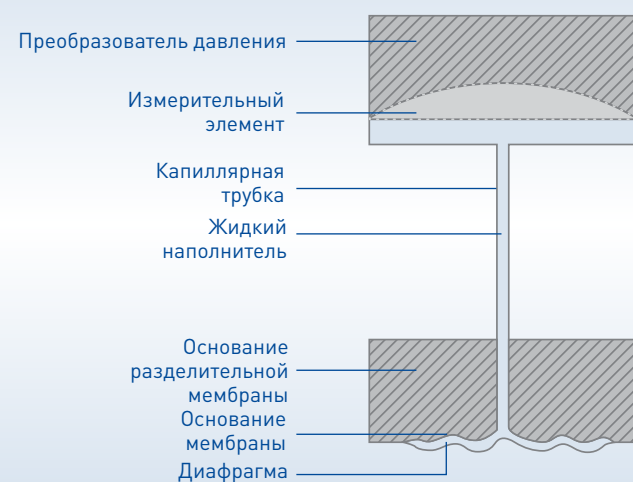 Преобразователь давления
Измерительный
элемент
Капиллярная
трубка
Жидкий
наполнитель
Основание
разделительной
мембраны
Основание
мембраны
Диафрагма